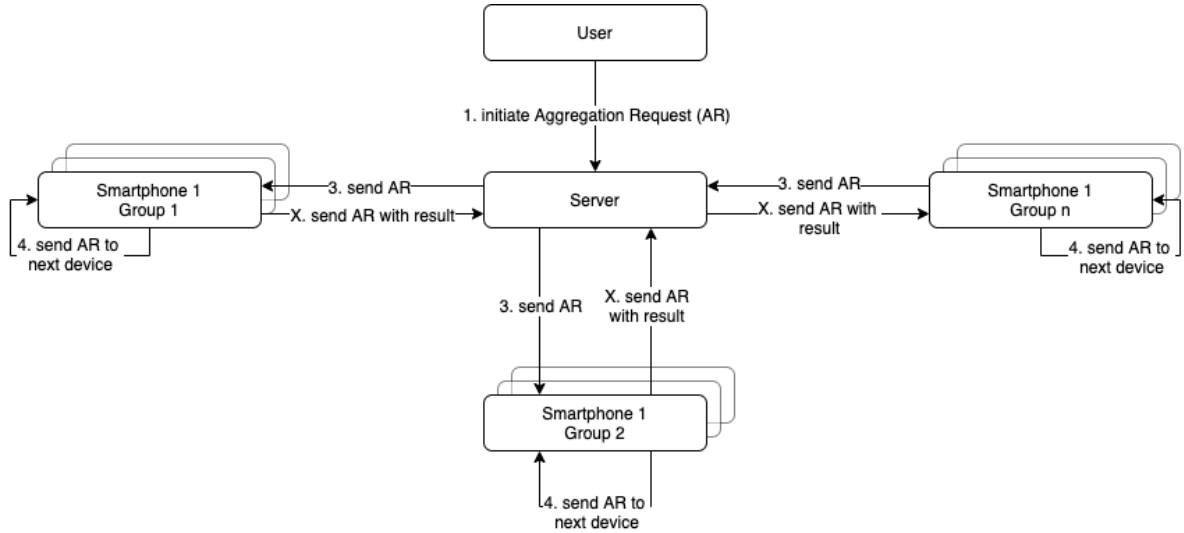 User
1. initiate Aggregation Request (AR)
Smartphone 1
Group 1
3. send AR
X. send AR with result
4. send AR to
next device
Server
3. send AR
X. send AR with
result
Smartphone 1
Group n
4. send AR to
next device
3. send AR
X. send AR
with result
Smartphone 1
Group 2
4. send AR to
next device